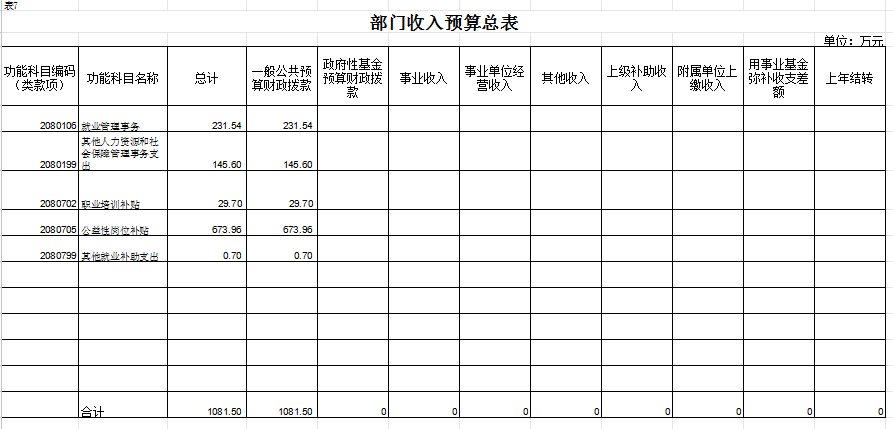 表7
部门收入预算总表
单位：万元
功能科目编码（类款项） 功能科目名称 总计 一般公共预算财政拨款 政府性基金预算财政拨款 事业收入 事业单位经营收入 其他收入 上级补助收入 附属单位上缴收入 用事业基金弥补收支差额 上年结转
2080106 就业管理事务 231.54 231.54
2080199 其他人力资源和社会保障管理事务支出 145.60 145.60
2080702 职业培训补贴 29.70 29.70
2080705 公益性岗位补贴 673.96 673.96
2080799 其他就业补助支出 0.70 0.70
合计 1081.50 1081.50 0 0 0 0 0 0 0 0